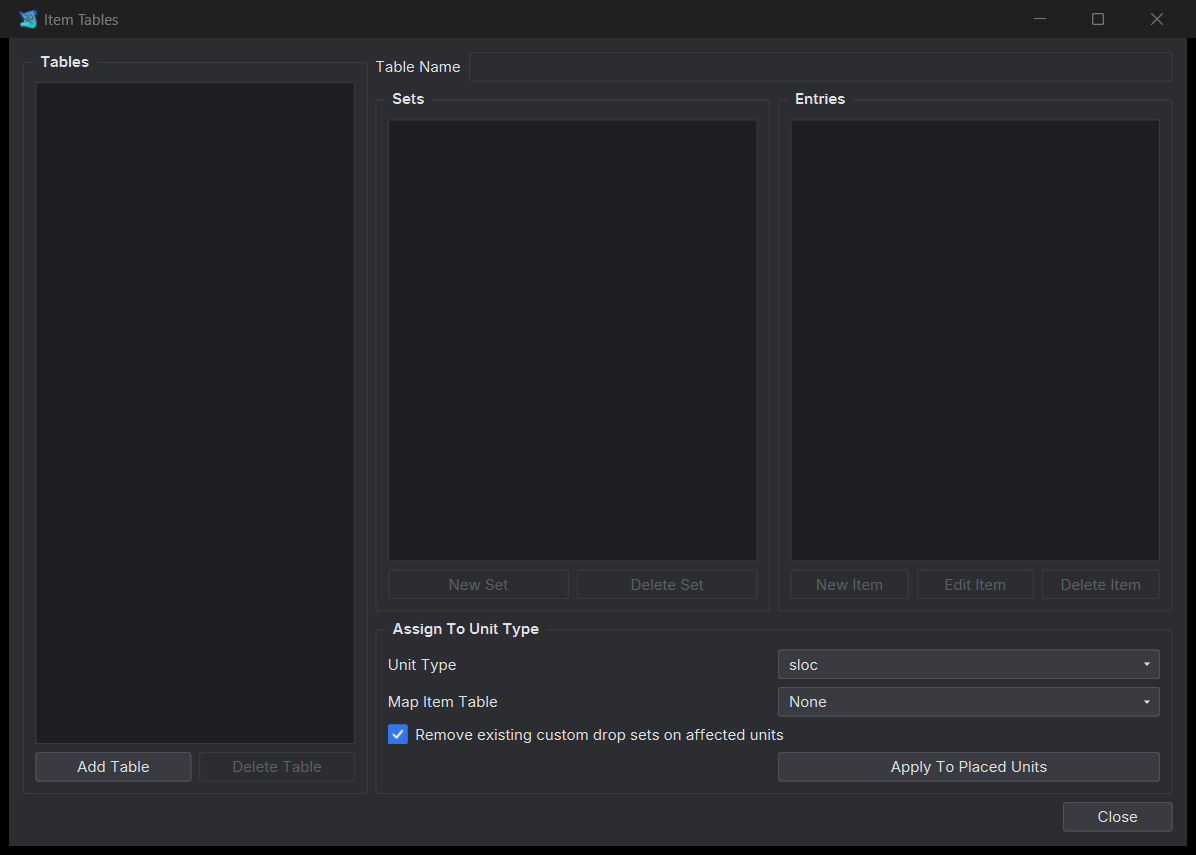 Item Tables
Tables
Table Name
Sets
Entries
New Set
Delete Set
New Item
Edit Item
Delete Item
Assign To Unit Type
Unit Type
sloc
Map Item Table
None
Remove existing custom drop sets on affected units
Add Table
Delete Table
Apply To Placed Units
Close